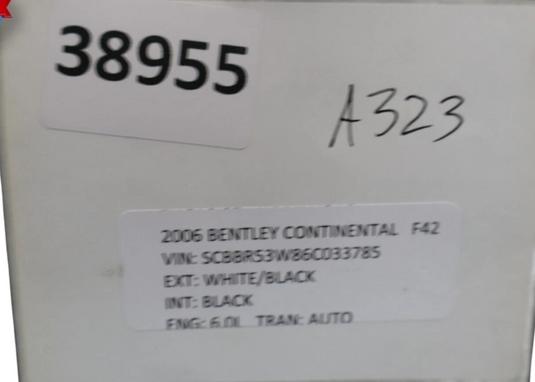 38955
A323
2006 BENTLEY CONTINENTAL F42
VIN: SCBBR53W86C033785
EXT: WHITE/BLACK
INT: BLACK
ENG: 6.0L TRAN: AUTO